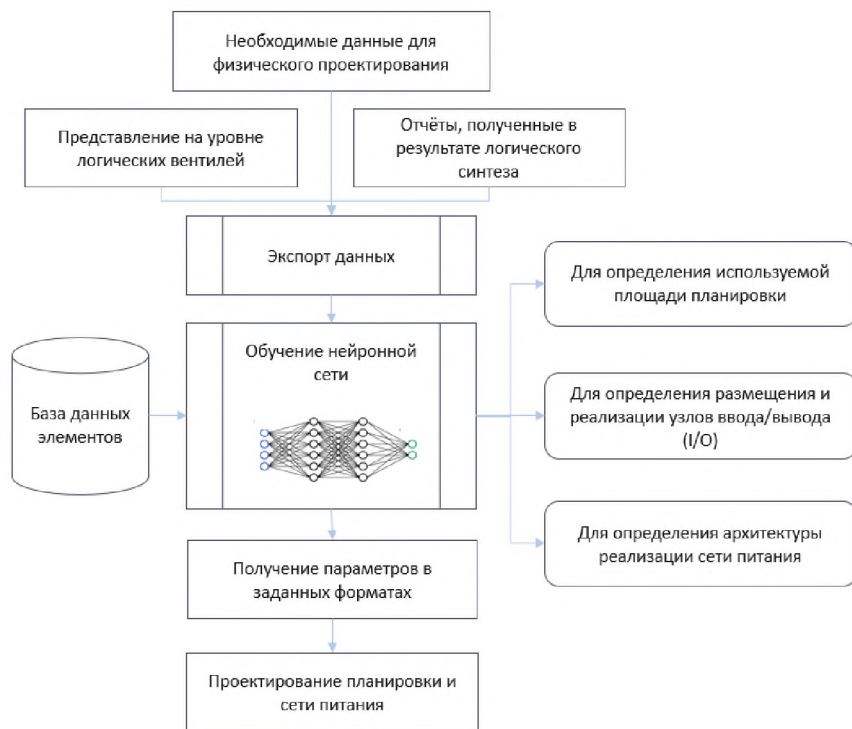 Необходимые данные для
физического проектирования
Представление на уровне
логических вентилей
Отчёты, полученные в
результате логического
синтеза
Экспорт данных
Для определения используемой
площади планировки
Обучение нейронной
сети
База данных
элементов
Для определения размещения и
реализации узлов ввода/вывода
(I/O)
Для определения архитектуры
реализации сети питания
Получение параметров в
заданных форматах
Проектирование планировки и
сети питания